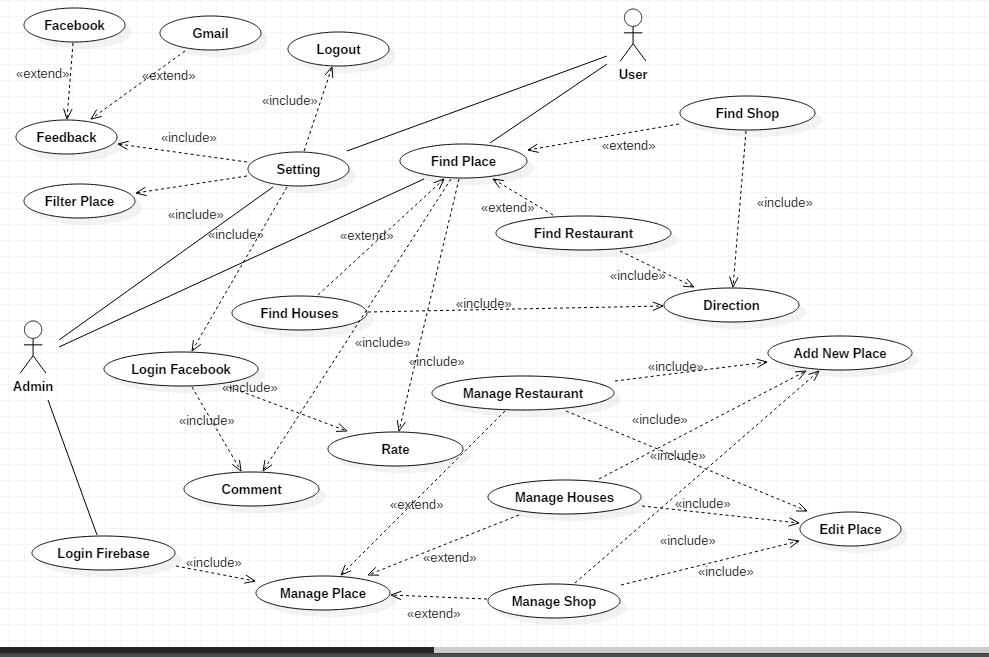 Facebook
Gmail
Logout
User
«extend»
«extend»
«include»
Find Shop
Feedback
«include»
«extend»
Setting
Find Place
Filter Place
«include»
«include»
«extend»
«include»
«extend»
Find Restaurant
«include»
Find Houses
«include»
Direction
Admin
«include»
Add New Place
Login Facebook
«include»
«include»
«include»
Manage Restaurant
«include»
«include»
Rate
«include»
Comment
Manage Houses
«extend»
«include»
Edit Place
«include»
Login Firebase
«include»
«extend»
«include»
Manage Place
Manage Shop
«extend»